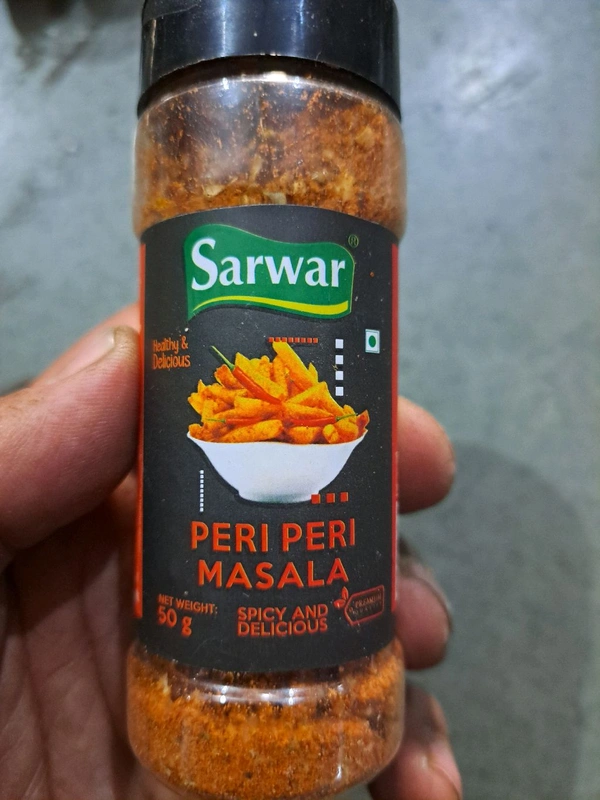 Sarwar
®
Healthy &
Delicious
PERI PERI
MASALA
NET WEIGHT:
50 g
SPICY AND
DELICIOUS